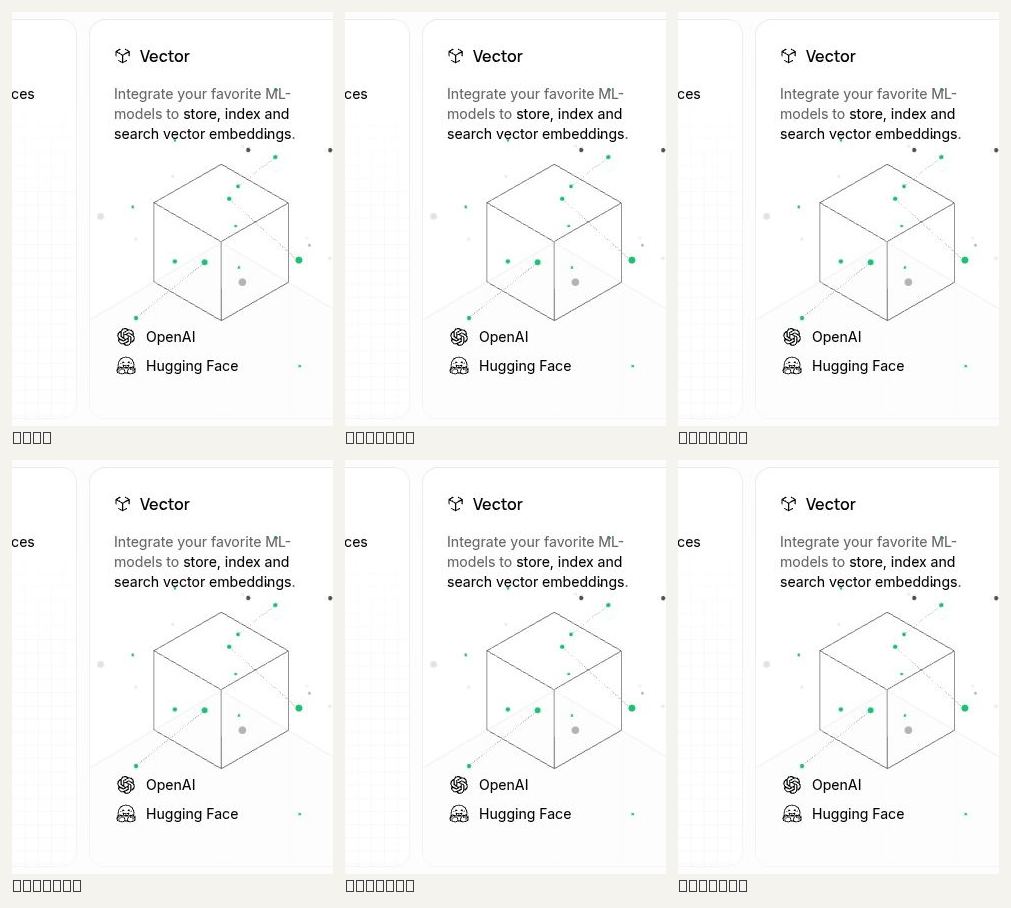 Vector
ces
Integrate your favorite ML-
models to store, index and
search vector embeddings.
OpenAI
Hugging Face
Vector
ces
Integrate your favorite ML-
models to store, index and
search vector embeddings.
OpenAI
Hugging Face
Vector
ces
Integrate your favorite ML-
models to store, index and
search vector embeddings.
OpenAI
Hugging Face
Vector
ces
Integrate your favorite ML-
models to store, index and
search vector embeddings.
OpenAI
Hugging Face
Vector
ces
Integrate your favorite ML-
models to store, index and
search vector embeddings.
OpenAI
Hugging Face
Vector
ces
Integrate your favorite ML-
models to store, index and
search vector embeddings.
OpenAI
Hugging Face